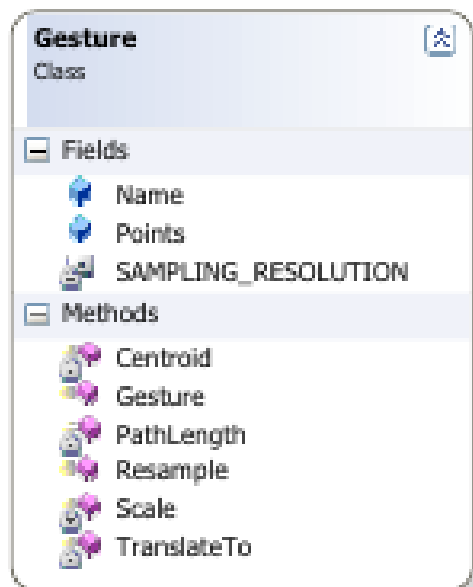 Gesture
Class
Fields
Name
Points
SAMPLING_RESOLUTION
Methods
Centroid
Gesture
PathLength
Resample
Scale
TranslateTo